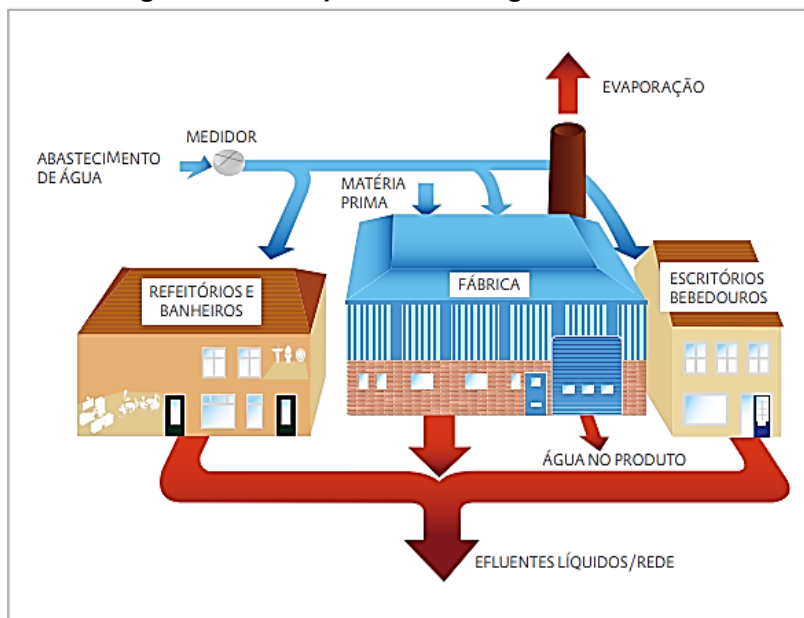 EVAPORAÇÃO
MEDIDOR
ABASTECIMENTO
DE ÁGUA
MATÉRIA
PRIMA
REFEITÓRIOS E
BANHEIROS
FÁBRICA
ESCRITÓRIOS
BEBEDOUROS
ÁGUA NO PRODUTO
EFLUENTES LÍQUIDOS/REDE